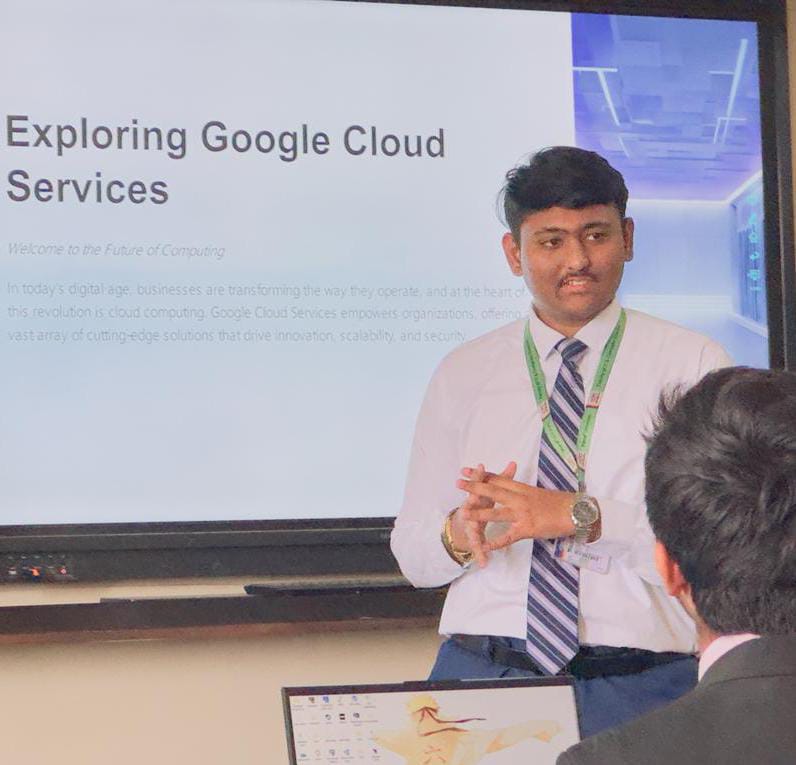 Exploring Google Cloud
Services
Welcome to the Future of Computing
In today's digital age, businesses are transforming the way they operate, and at the heart of
this revolution is cloud computing. Google Cloud Services empowers organizations, offering
vast array of cutting-edge solutions that drive innovation, scalability, and security.